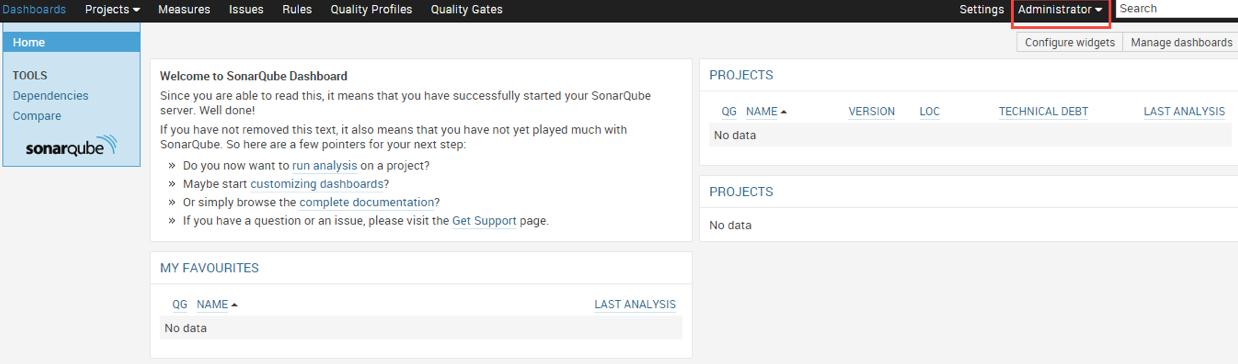 Dashboards Projects Measures Issues Rules Quality Profiles Quality Gates Settings Administrator Search
Configure widgets Manage dashboards
Home
TOOLS
Dependencies
Compare
sonarqube
Welcome to SonarQube Dashboard
Since you are able to read this, it means that you have successfully started your SonarQube
server. Well done!
If you have not removed this text, it also means that you have not yet played much with
SonarQube. So here are a few pointers for your next step:
» Do you now want to run analysis on a project?
» Maybe start customizing dashboards?
» Or simply browse the complete documentation?
» If you have a question or an issue, please visit the Get Support page.
MY FAVOURITES
QG NAME LAST ANALYSIS
No data
PROJECTS
QG NAME VERSION LOC TECHNICAL DEBT LAST ANALYSIS
No data
PROJECTS
No data